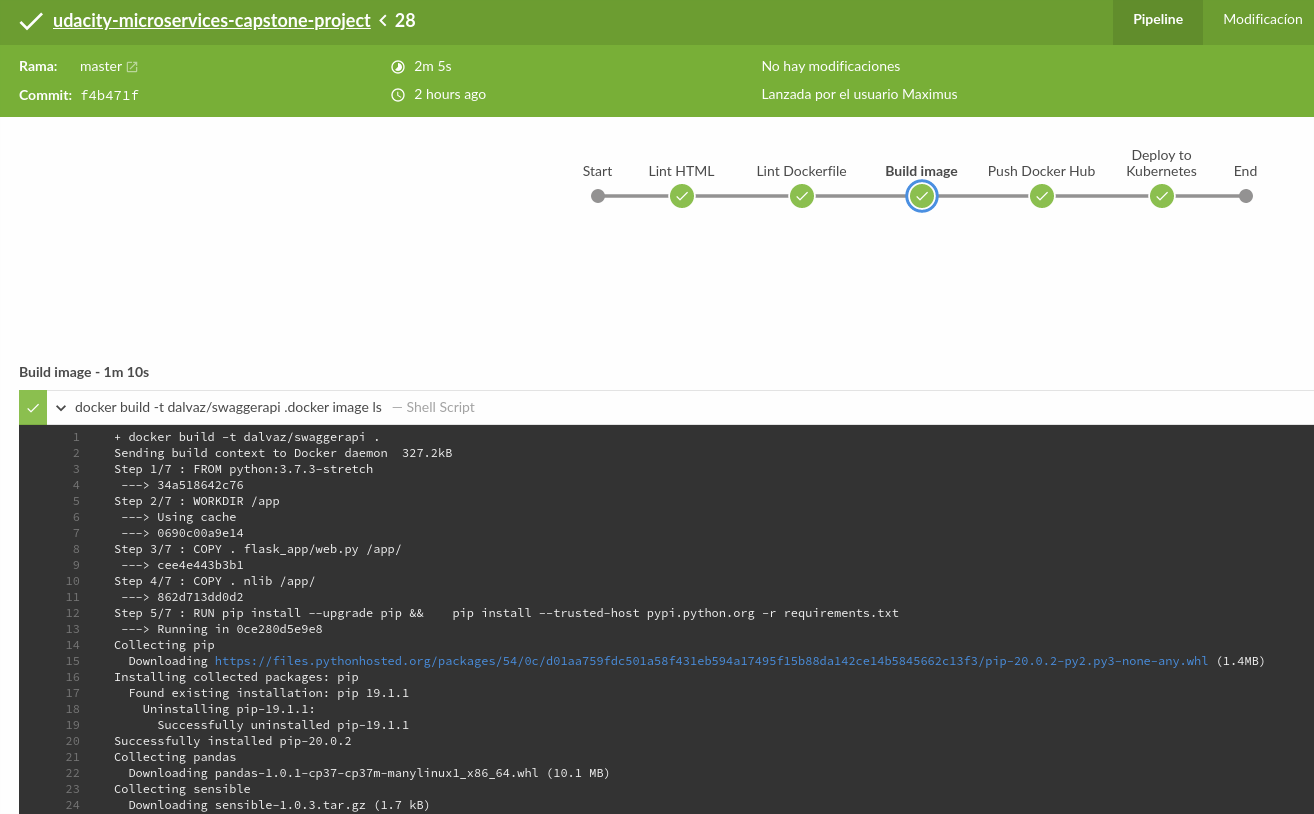 udacity-microservices-capstone-project < 28
Pipeline
Modificacíon
Rama: master
2m 5s
No hay modificaciones
Commit: f4b471f
2 hours ago
Lanzada por el usuario Maximus
Start
Lint HTML
Lint Dockerfile
Build image
Push Docker Hub
Deploy to
Kubernetes
End
Build image - 1m 10s
docker build -t dalvaz/swaggerapi .docker image ls — Shell Script
1 + docker build -t dalvaz/swaggerapi .
2 Sending build context to Docker daemon 327.2kB
3 Step 1/7 : FROM python:3.7.3-stretch
4 ---> 34a518642c76
5 Step 2/7 : WORKDIR /app
6 ---> Using cache
7 ---> 0690c00a9e14
8 Step 3/7 : COPY . flask_app/web.py /app/
9 ---> cee4e443b3b1
10 Step 4/7 : COPY . nlib /app/
11 ---> 862d713dd0d2
12 Step 5/7 : RUN pip install --upgrade pip && pip install --trusted-host pypi.python.org -r requirements.txt
13 ---> Running in 0ce280d5e9e8
14 Collecting pip
15 Downloading https://files.pythonhosted.org/packages/54/0c/d01aa759fdc501a58f431eb594a17495f15b88da142ce14b5845662c13f3/pip-20.0.2-py2.py3-none-any.whl (1.4MB)
16 Installing collected packages: pip
17 Found existing installation: pip 19.1.1
18 Uninstalling pip-19.1.1:
19 Successfully uninstalled pip-19.1.1
20 Successfully installed pip-20.0.2
21 Collecting pandas
22 Downloading pandas-1.0.1-cp37-cp37m-manylinux1_x86_64.whl (10.1 MB)
23 Collecting sensible
24 Downloading sensible-1.0.3.tar.gz (1.7 kB)